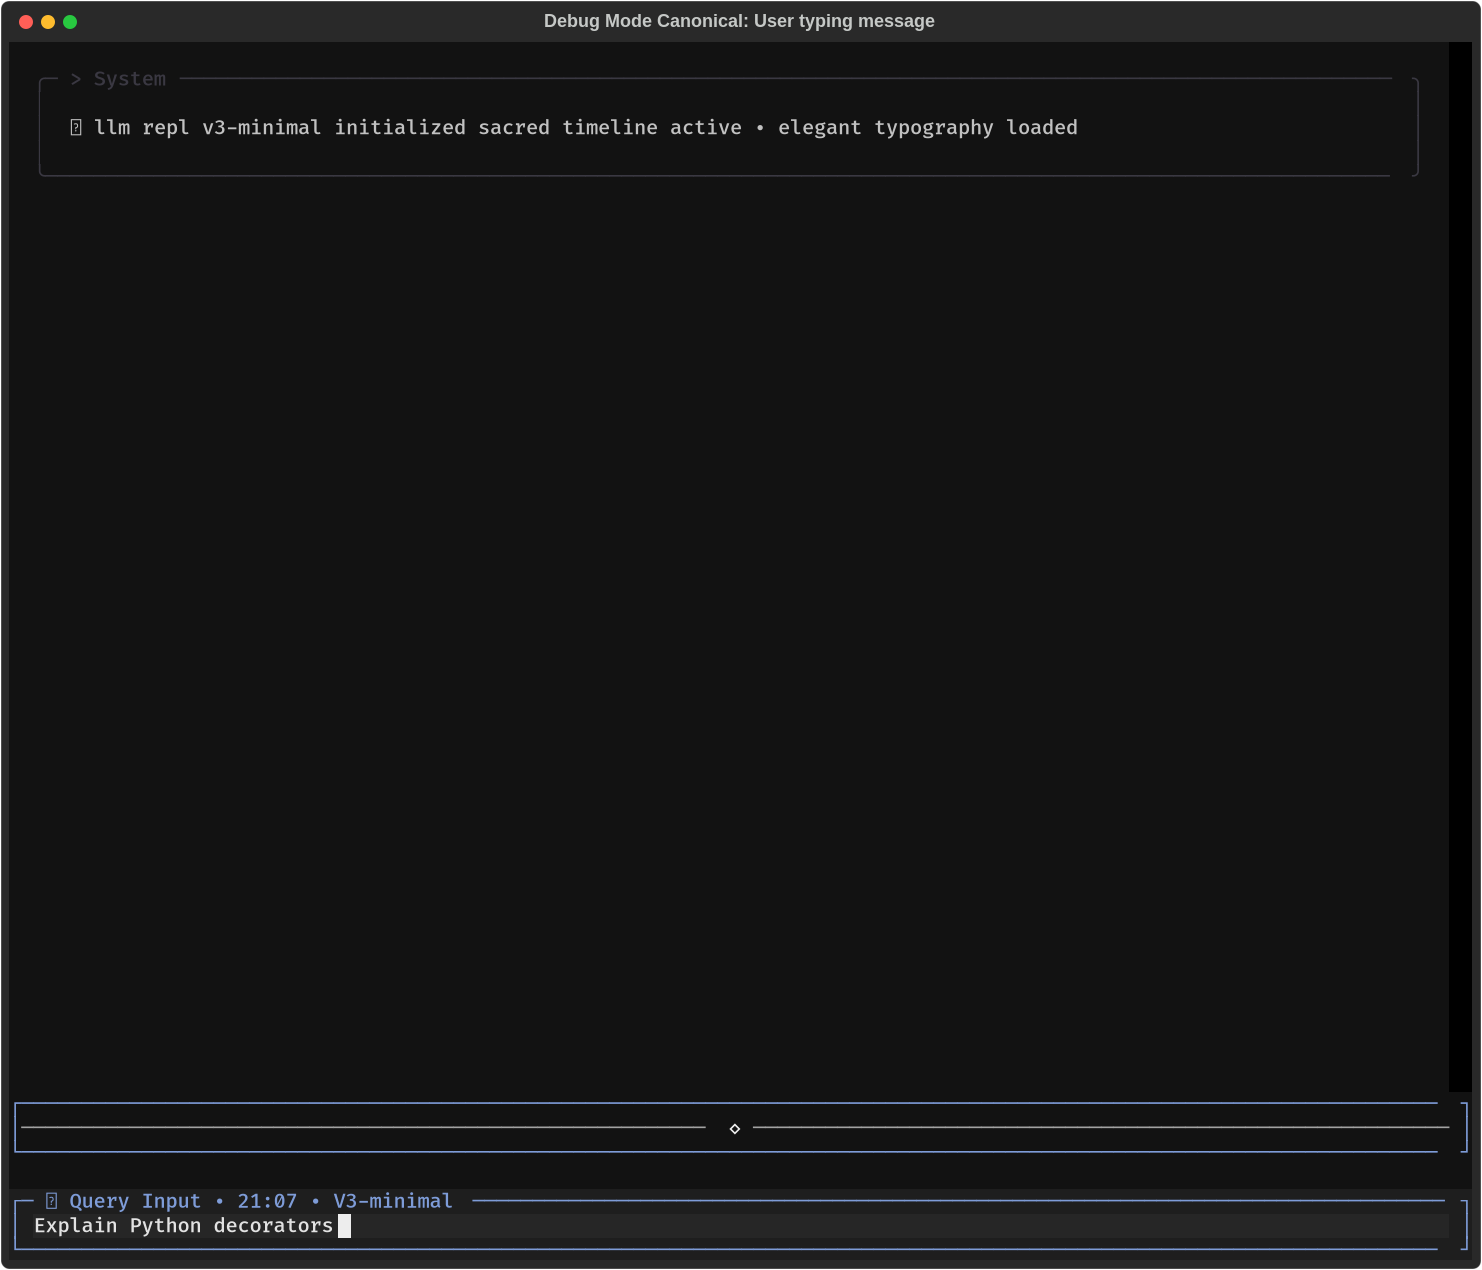 Debug Mode Canonical: User typing message
> System
llm repl v3-minimal initialized sacred timeline active • elegant typography loaded
Query Input • 21:07 • V3-minimal
Explain Python decorators